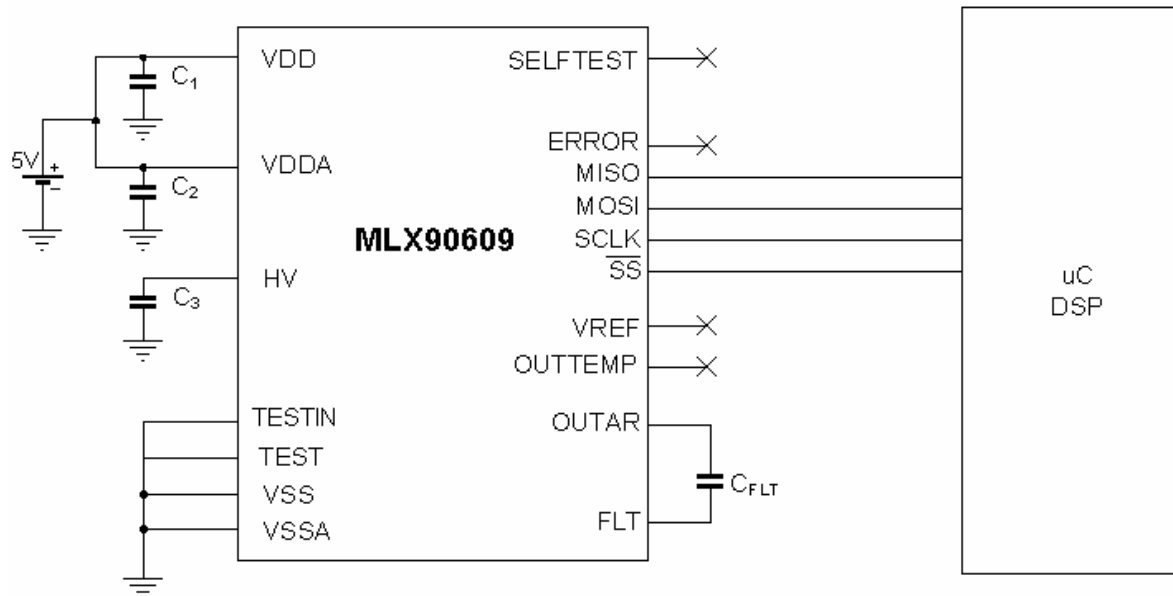 VDD
C1
5V
+
-
VDDA
C2
HV
C3
TESTIN
TEST
VSS
VSSA
MLX90609
SELFTEST
ERROR
MISO
MOSI
SCLK
SS
VREF
OUTTEMP
OUTAR
FLT
CFLT
uC
DSP